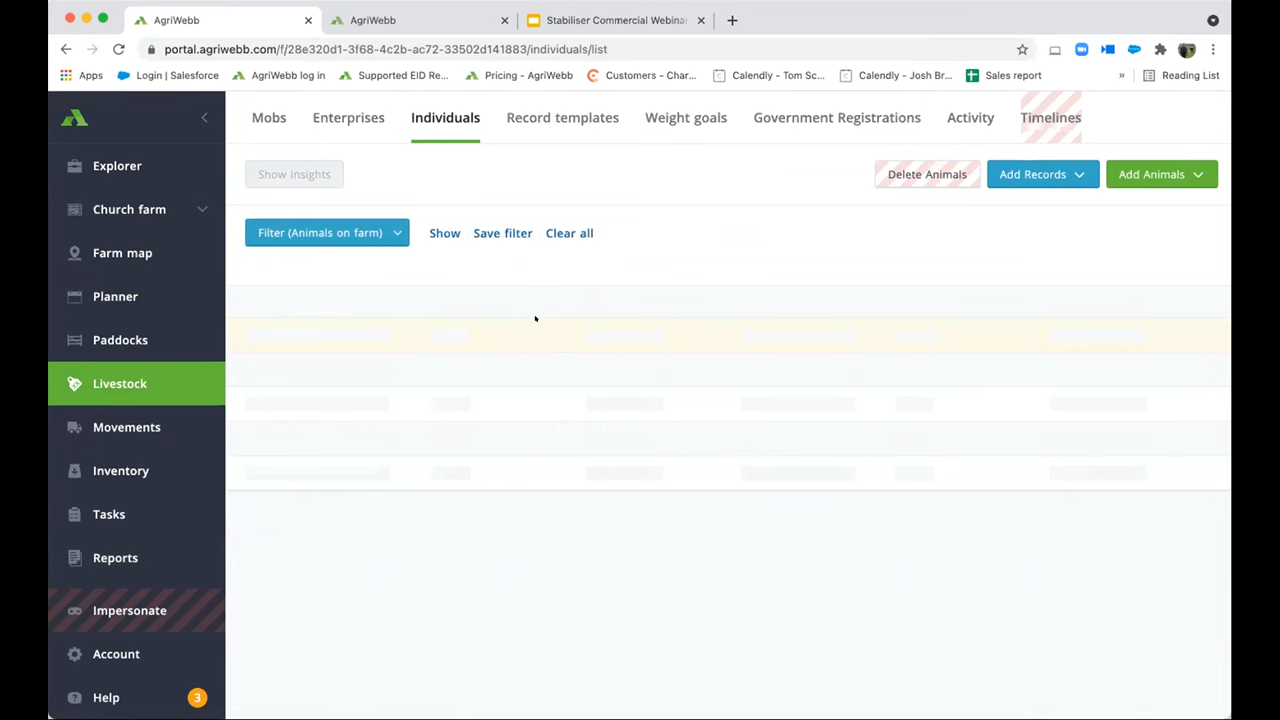 AgriWebb
AgriWebb
Stabiliser Commercial Webinar
portal.agriwebb.com/f/28e320d1-3f68-4c2b-ac72-33502d141883/individuals/list
Apps
Login | Salesforce
AgriWebb log in
Supported EID Re...
Pricing - AgriWebb
Customers - Char...
Calendly - Tom Sc...
Calendly - Josh Br...
Sales report
»
Reading List
Mobs
Enterprises
Individuals
Record templates
Weight goals
Government Registrations
Activity
Timelines
Show Insights
Delete Animals
Add Records
Add Animals
Filter (Animals on farm)
Show
Save filter
Clear all
Explorer
Church farm
Farm map
Planner
Paddocks
Livestock
Movements
Inventory
Tasks
Reports
Impersonate
Account
Help
3